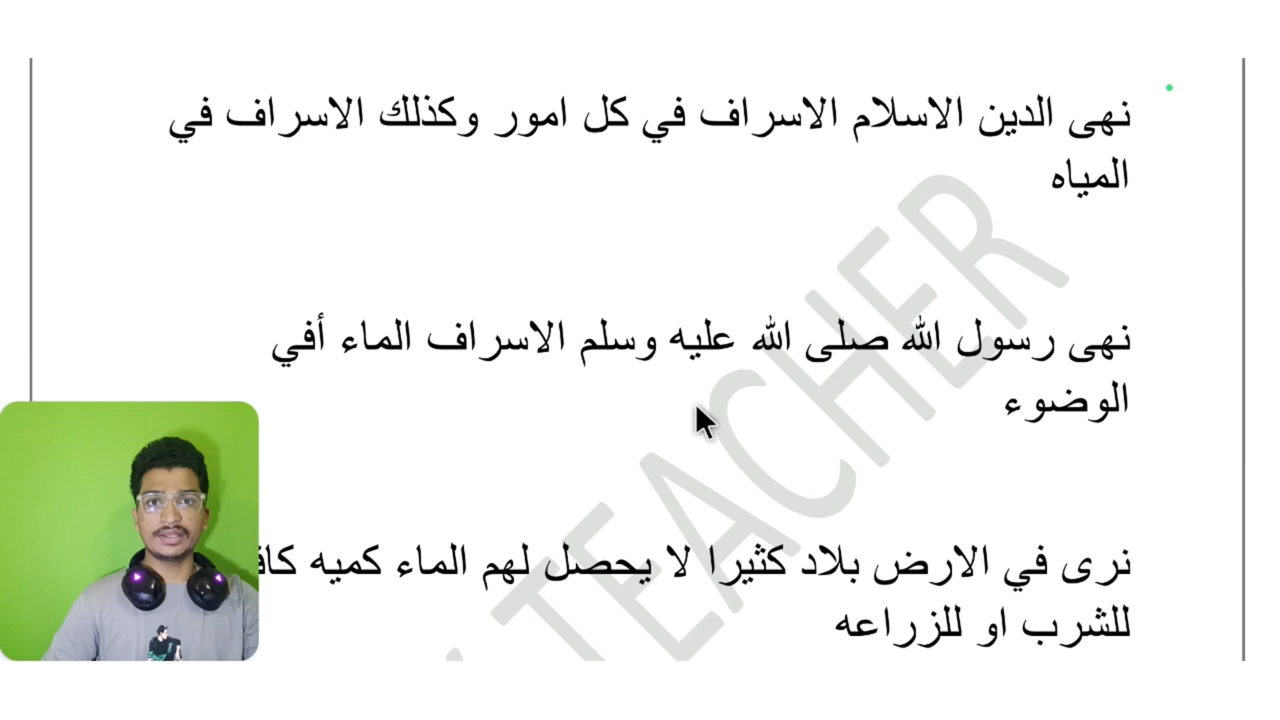 نهى الدين الاسلام الاسراف في كل امور وكذلك الاسراف في
المياه
نهى رسول الله صلى الله عليه وسلم الاسراف الماء أفي
الوضوء
نرى في الارض بلاد كثيرا لا يحصل لهم الماء كميه
للشرب او للزراعه
TEACHER